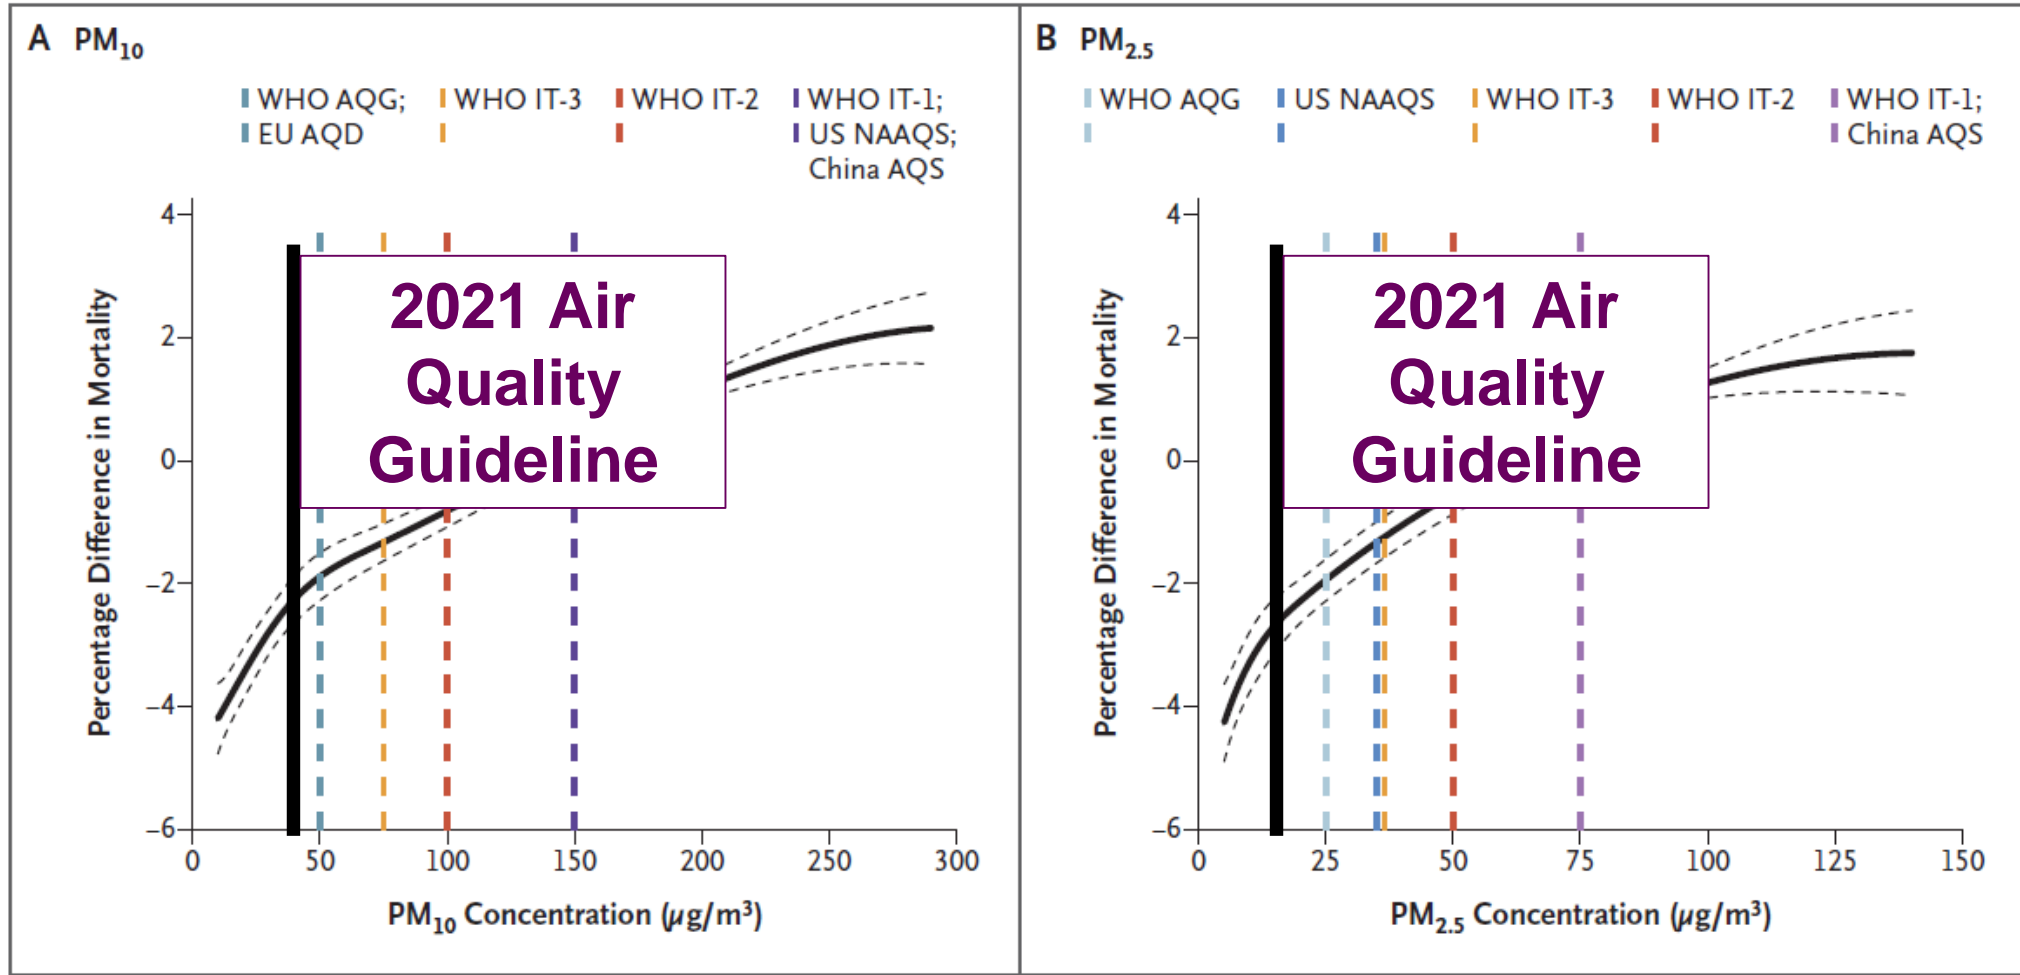 A PM10
WHO AQG;
EU AQD
WHO IT-3
WHO IT-2
WHO IT-1;
US NAAQS;
China AQS
Percentage Difference in Mortality
4
2
0
−2
−4
−6
2021 Air
Quality
Guideline
0 50 100 150 200 250 300
PM10 Concentration (μg/m³)
B PM2.5
WHO AQG
US NAAQS
WHO IT-3
WHO IT-2
WHO IT-1;
China AQS
Percentage Difference in Mortality
4
2
0
−2
−4
−6
2021 Air
Quality
Guideline
0 25 50 75 100 125 150
PM2.5 Concentration (μg/m³)